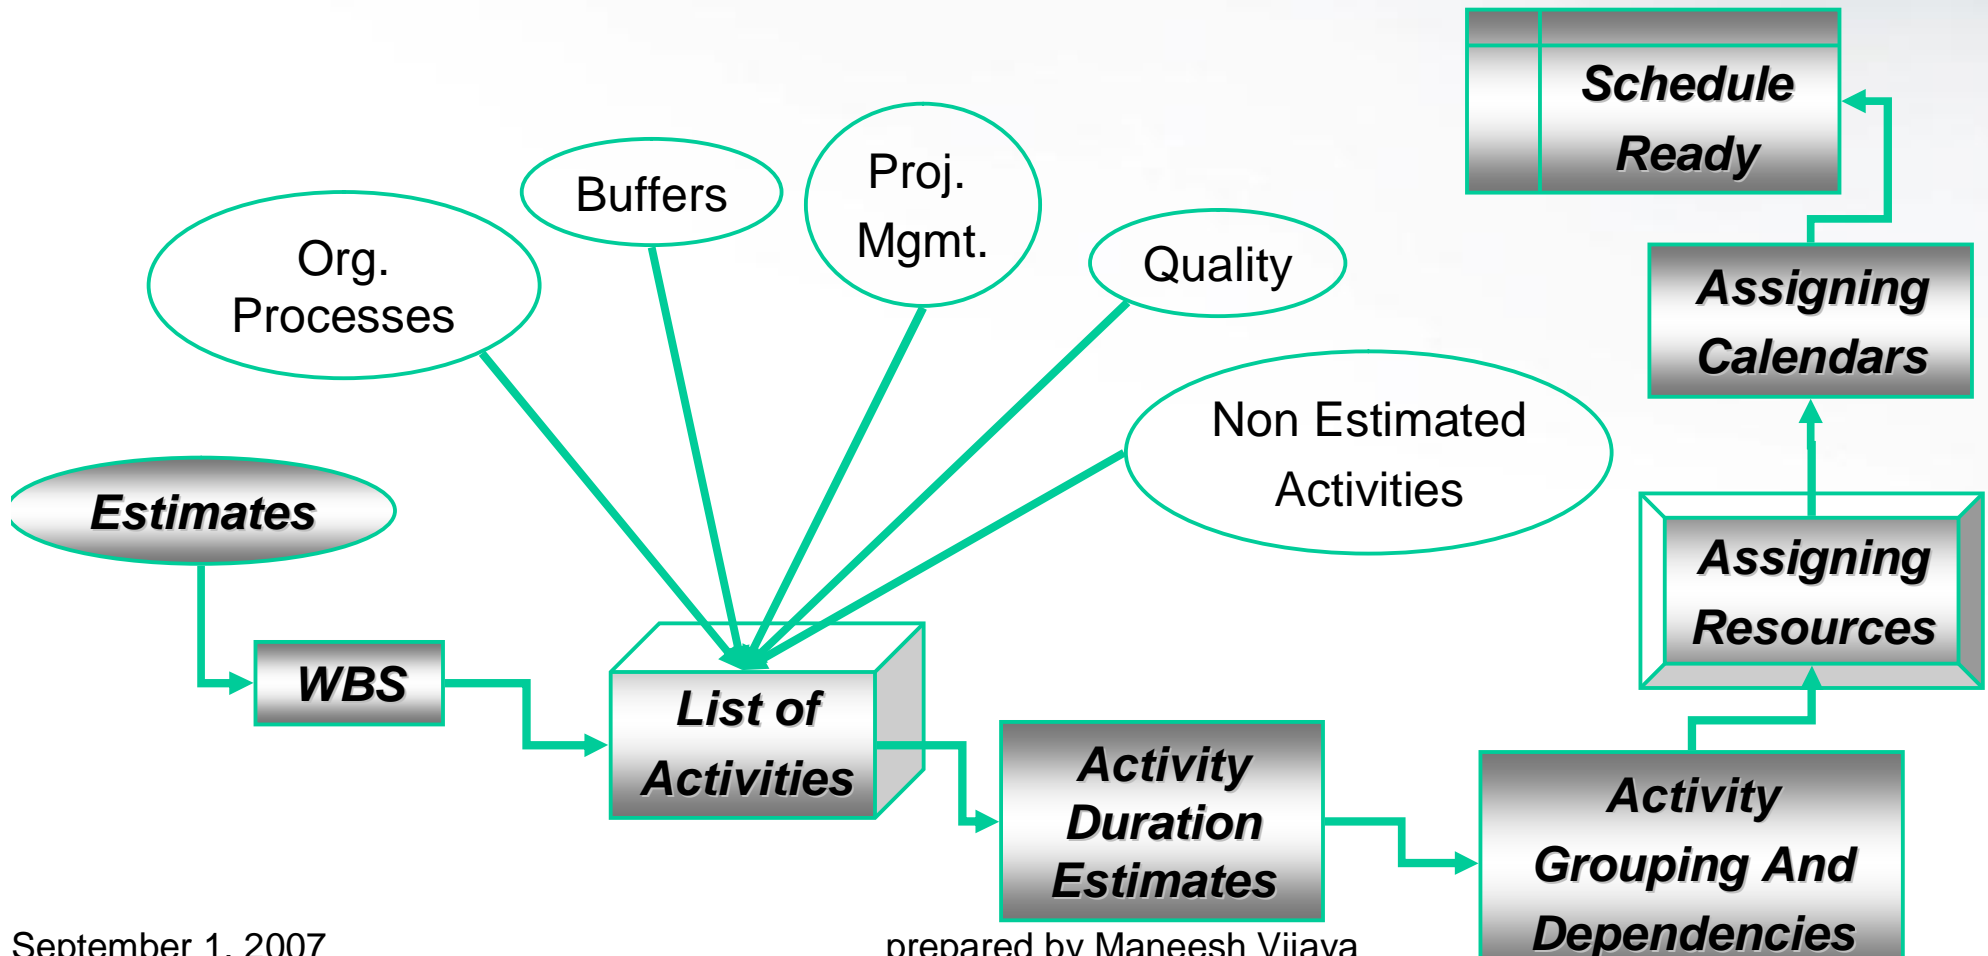 Schedule
Ready
Org.
Processes
Buffers
Proj.
Mgmt.
Quality
Non Estimated
Activities
Assigning
Calendars
Estimates
Assigning
Resources
WBS
List of
Activities
Activity
Duration
Estimates
Activity
Grouping And
Dependencies
September 1, 2007
prepared by Maneesh Vijaya